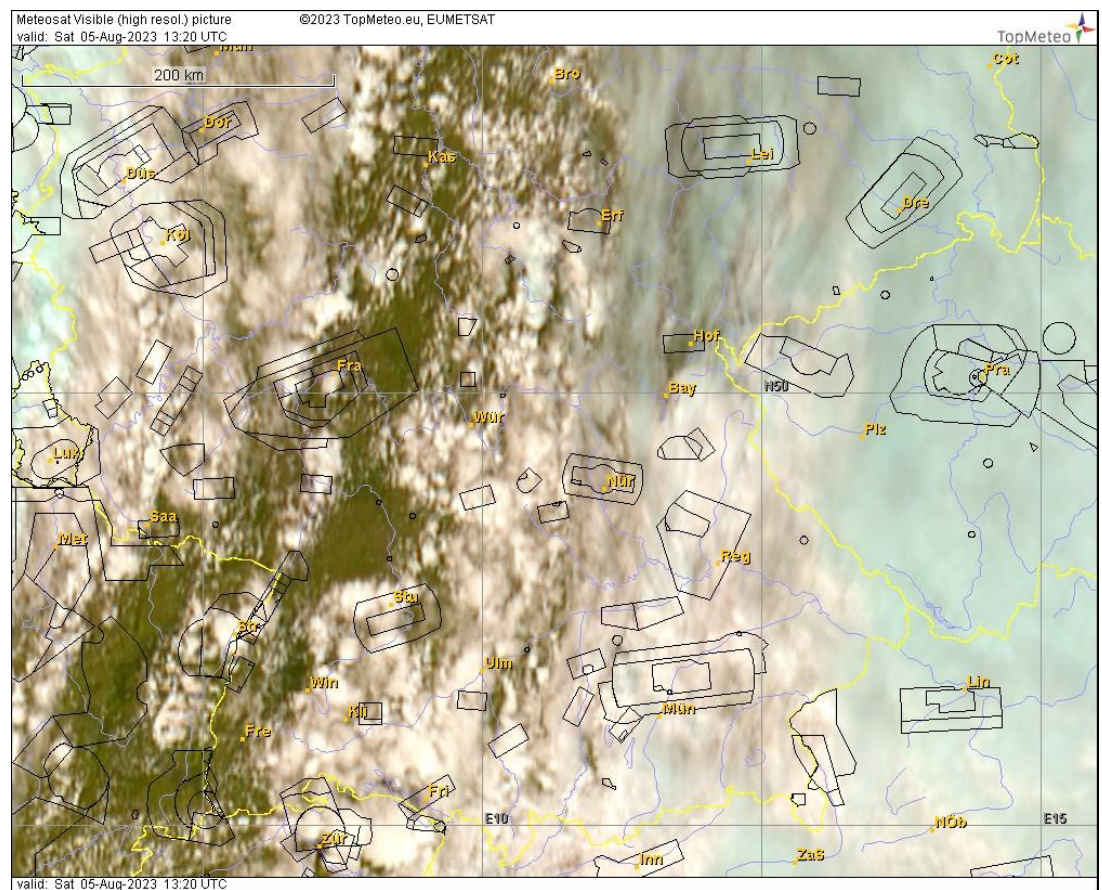 Meteosat Visible (high resol.) picture ©2023 TopMeteo.eu, EUMETSAT
valid: Sat 05-Aug-2023 13:20 UTC
TopMeteo
Mün
Cot
200 km
Bro
Dor
Kas
Lei
Düs
Dre
Erf
Köl
Hof
Fra
Pra
N50
Bay
Wür
Plz
Lux
Nür
Saa
Met
Reg
Stu
Str
Ulm
Win
Lin
Kli
Mün
Fre
Fri
E10
E15
NÖb
Zür
Inn
ZaS
valid: Sat 05-Aug-2023 13:20 UTC